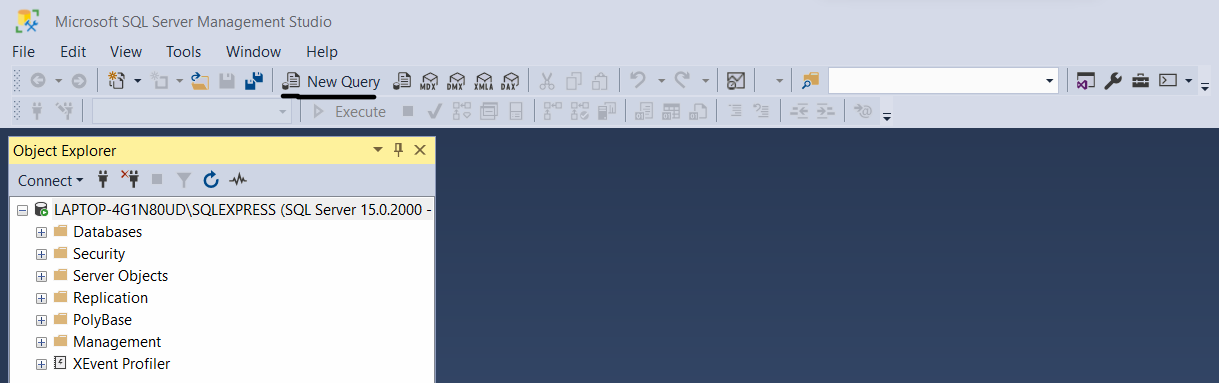 Microsoft SQL Server Management Studio
File Edit View Tools Window Help
New Query MDX DMX XMLA DAX
Execute
Object Explorer
Connect
LAPTOP-4G1N80UD\SQLEXPRESS (SQL Server 15.0.2000 -
Databases
Security
Server Objects
Replication
PolyBase
Management
XEvent Profiler